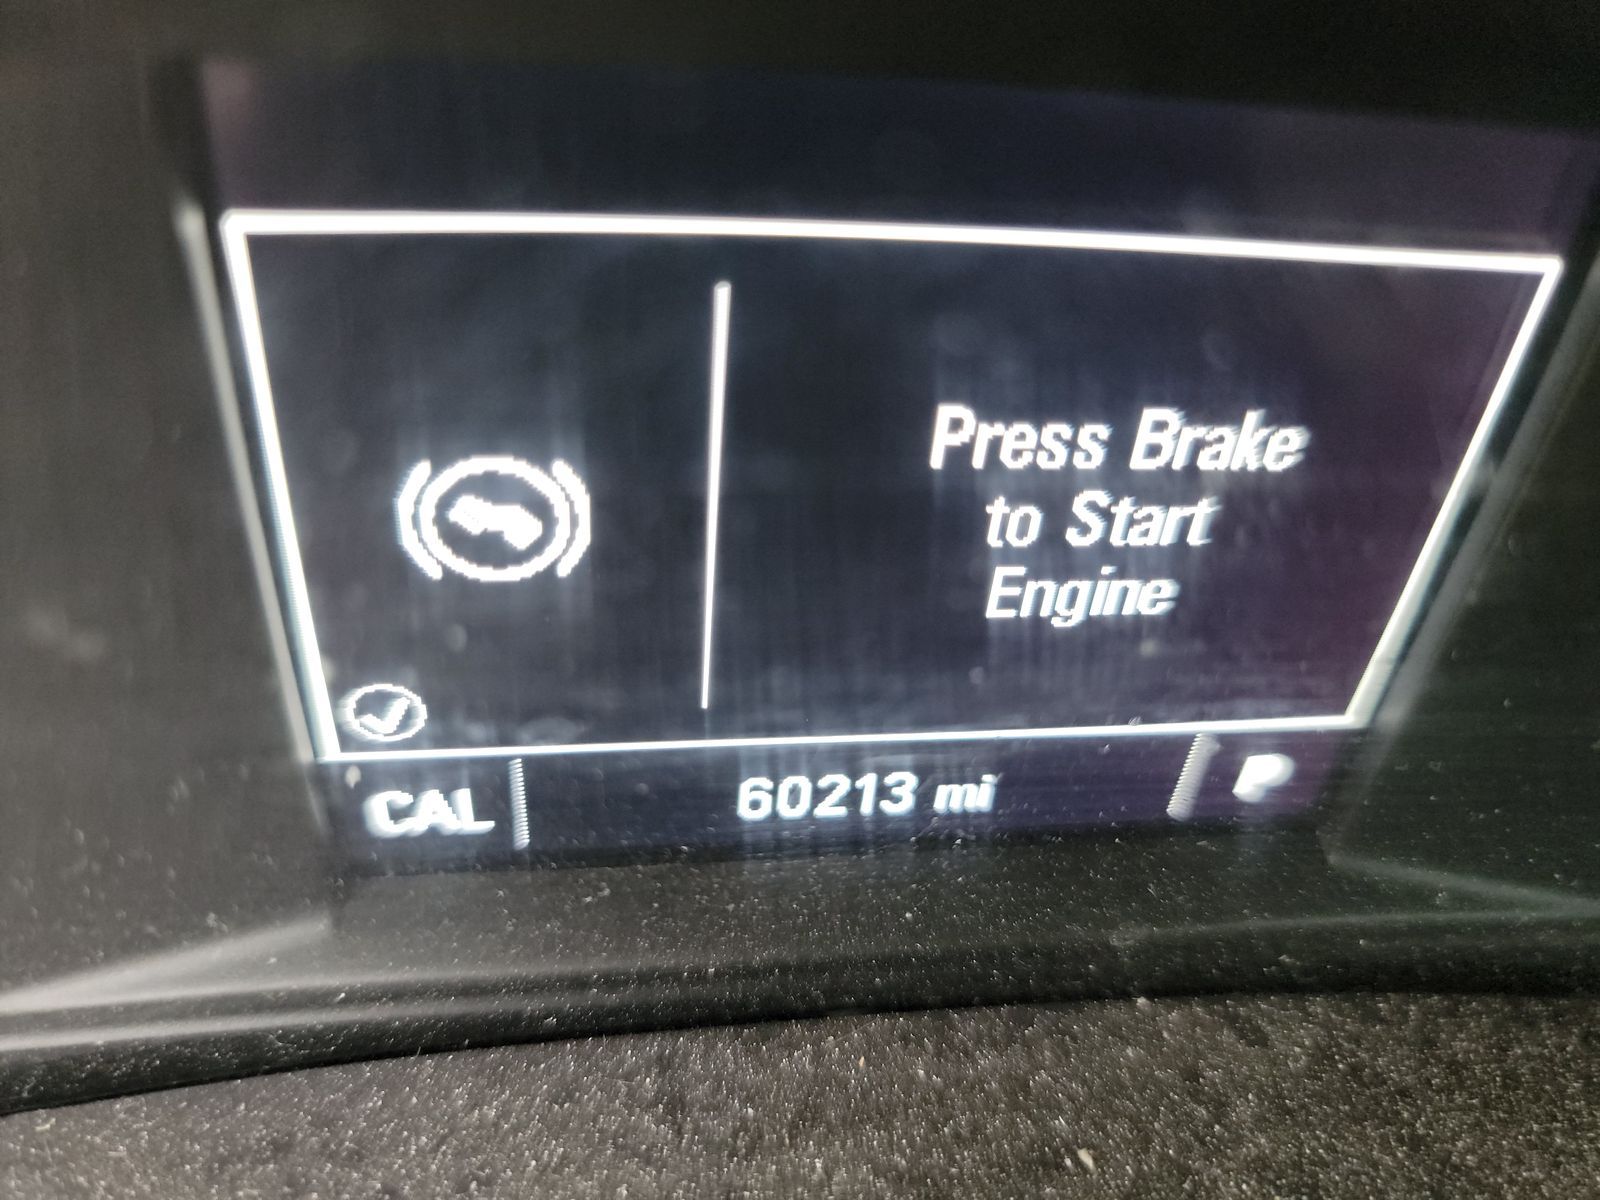 Press Brake
to Start
Engine
CAL
60213 mi
P